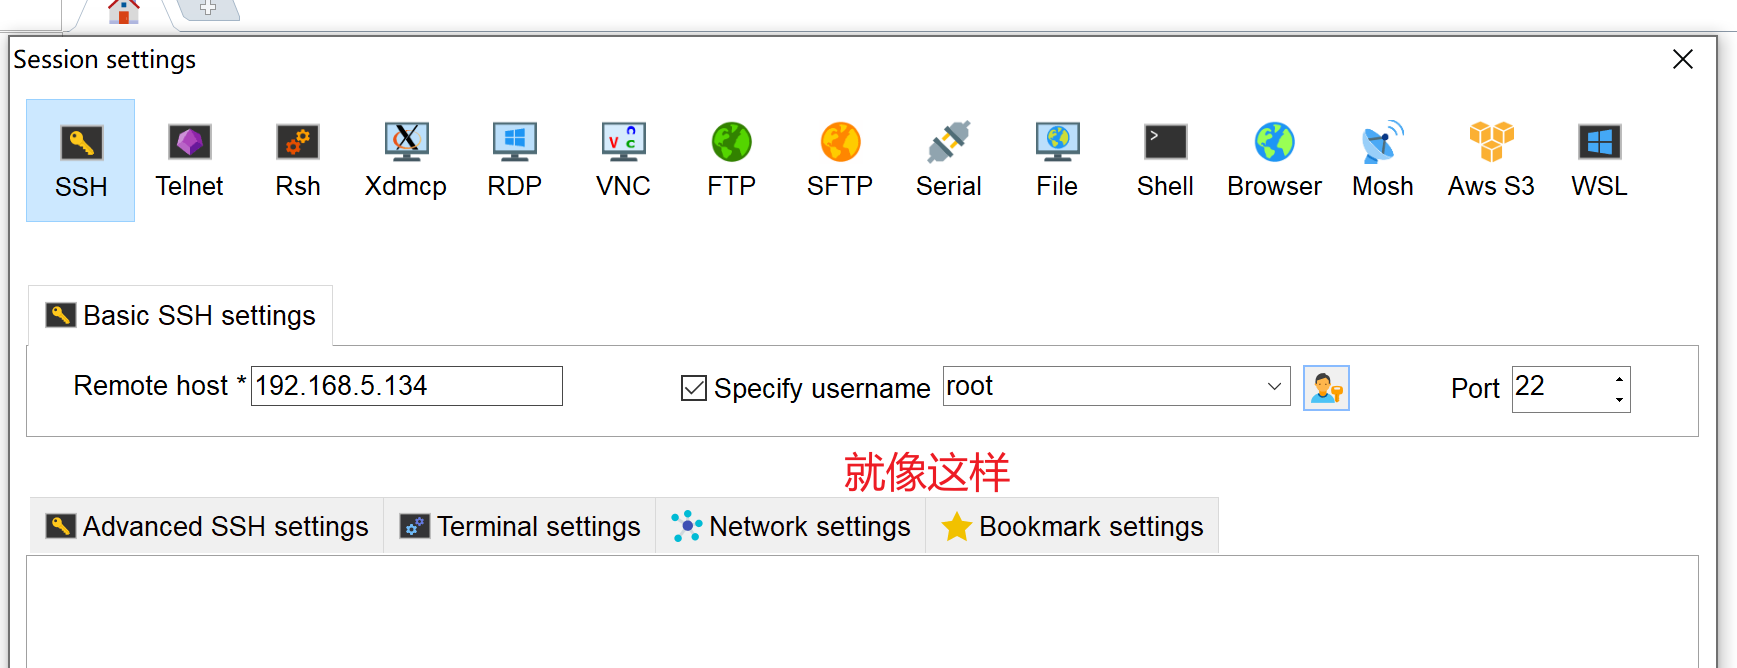 Session settings
SSH Telnet Rsh Xdmcp RDP VNC FTP SFTP Serial File Shell Browser Mosh Aws S3 WSL
Basic SSH settings
Remote host * 192.168.5.134 Specify username root Port 22
就像这样
Advanced SSH settings Terminal settings Network settings Bookmark settings